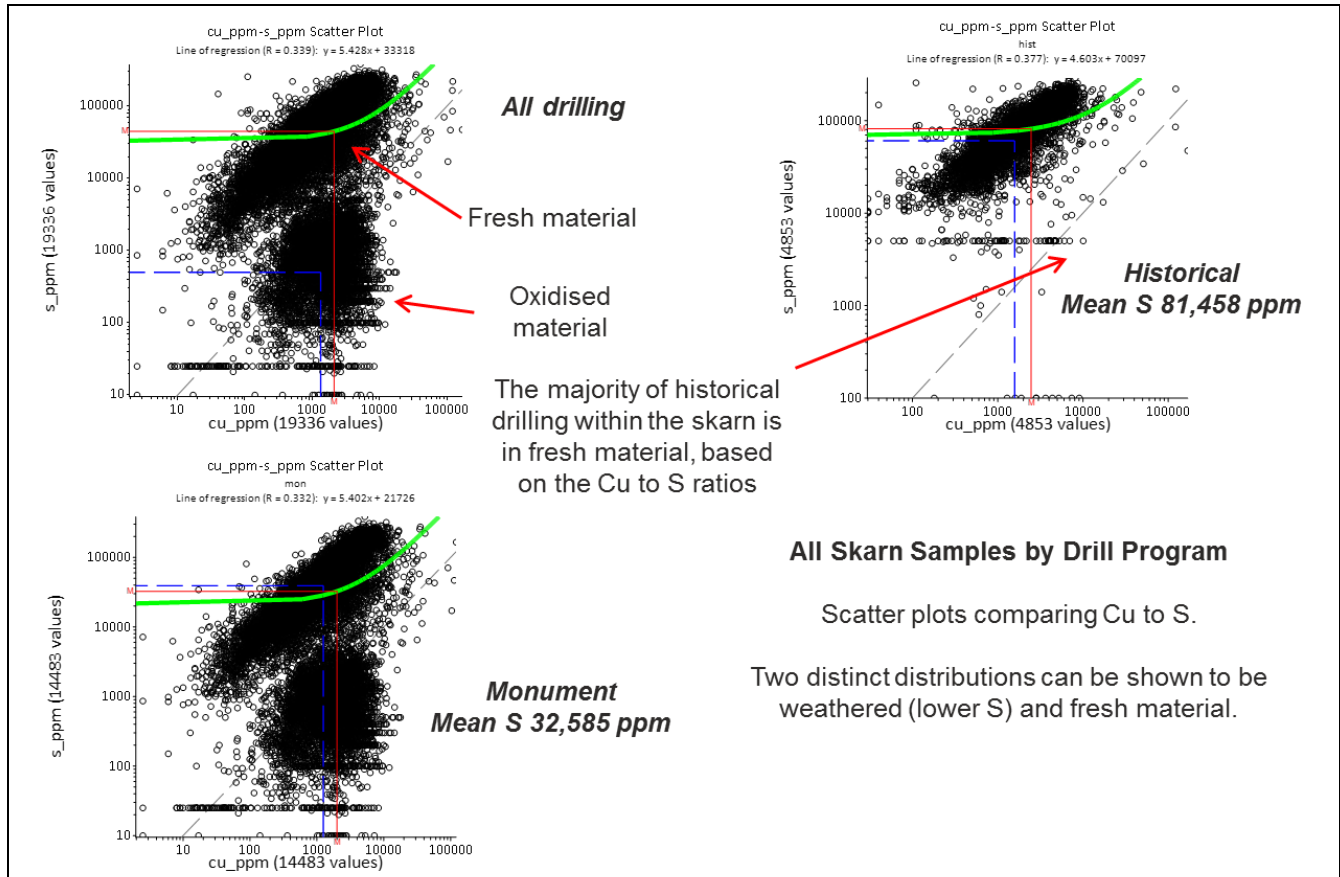 cu_ppm-s_ppm Scatter Plot
Line of regression (R = 0.339): y = 5.428x + 33318
100000
10000
1000
100
10
s_ppm (19336 values)
M
10
100
1000
10000
100000
M
cu_ppm (19336 values)
All drilling
Fresh material
Oxidised
material
cu_ppm-s_ppm Scatter Plot
hist
Line of regression (R = 0.377): y = 4.603x + 70097
100000
10000
1000
100
s_ppm (4853 values)
M
100
1000
10000
100000
M
cu_ppm (4853 values)
Historical
Mean S 81,458 ppm
The majority of historical
drilling within the skarn is
in fresh material, based
on the Cu to S ratios
cu_ppm-s_ppm Scatter Plot
mon
Line of regression (R = 0.332): y = 5.402x + 21726
100000
10000
1000
100
10
s_ppm (14483 values)
M
10
100
1000
10000
100000
M
cu_ppm (14483 values)
Monument
Mean S 32,585 ppm
All Skarn Samples by Drill Program
Scatter plots comparing Cu to S.
Two distinct distributions can be shown to be
weathered (lower S) and fresh material.